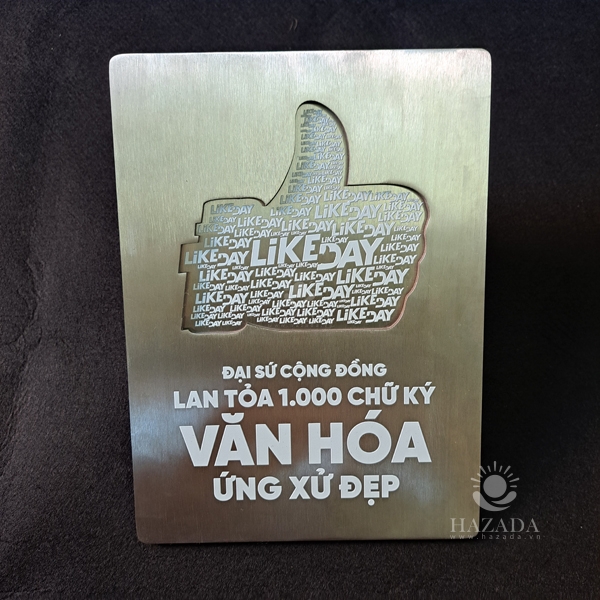 LiKEDAY
ĐẠI SỨ CỘNG ĐỒNG
LAN TỎA 1.000 CHỮ KÝ
VĂN HÓA
ỨNG XỬ ĐẸP
HAZADA
www.hazada.vn